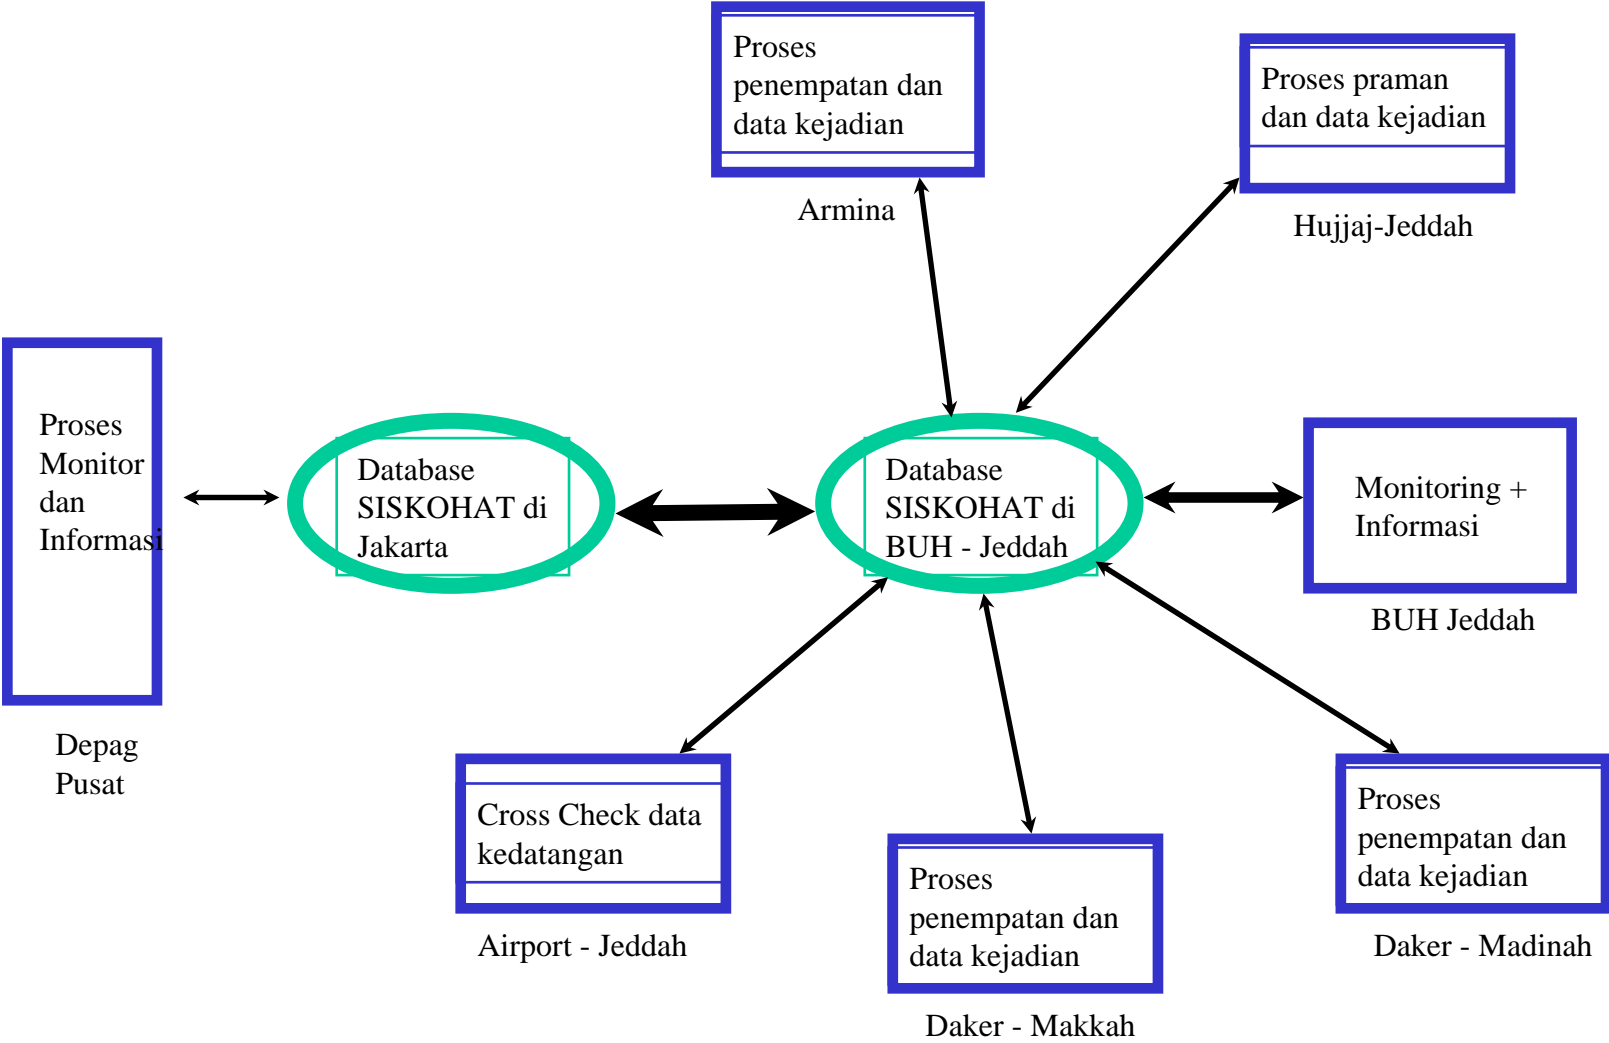 Proses
penempatan dan
data kejadian
Armina
Proses praman
dan data kejadian
Hujjaj-Jeddah
Proses
Monitor
dan
Informasi
Depag
Pusat
Database
SISKOHAT di
Jakarta
Database
SISKOHAT di
BUH - Jeddah
Monitoring +
Informasi
BUH Jeddah
Cross Check data
kedatangan
Airport - Jeddah
Proses
penempatan dan
data kejadian
Daker - Makkah
Proses
penempatan dan
data kejadian
Daker - Madinah